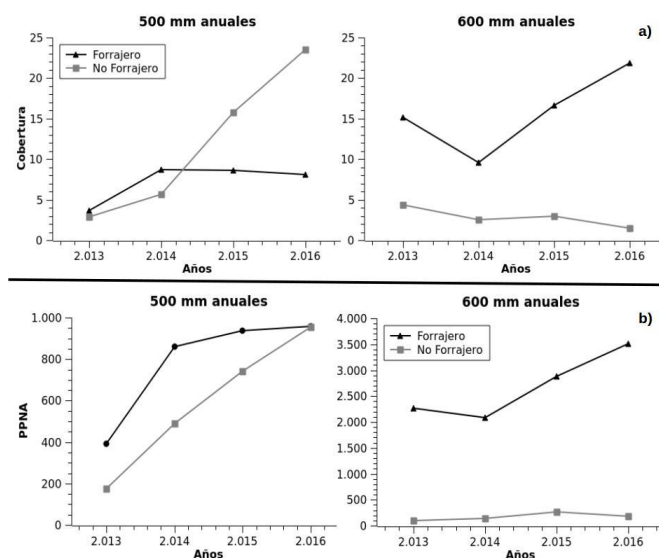 500 mm anuales
600 mm anuales
a)
Forrajero
No Forrajero
Cobertura
25
20
15
10
5
0
2.013 2.014 2.015 2.016
Años
25
20
15
10
5
0
2.013 2.014 2.015 2.016
Años
500 mm anuales
600 mm anuales
b)
PPNA
1.000
800
600
400
200
0
2.013 2.014 2.015 2.016
Años
Forrajero
No Forrajero
4.000
3.500
3.000
2.500
2.000
1.500
1.000
500
0
2.013 2.014 2.015 2.016
Años